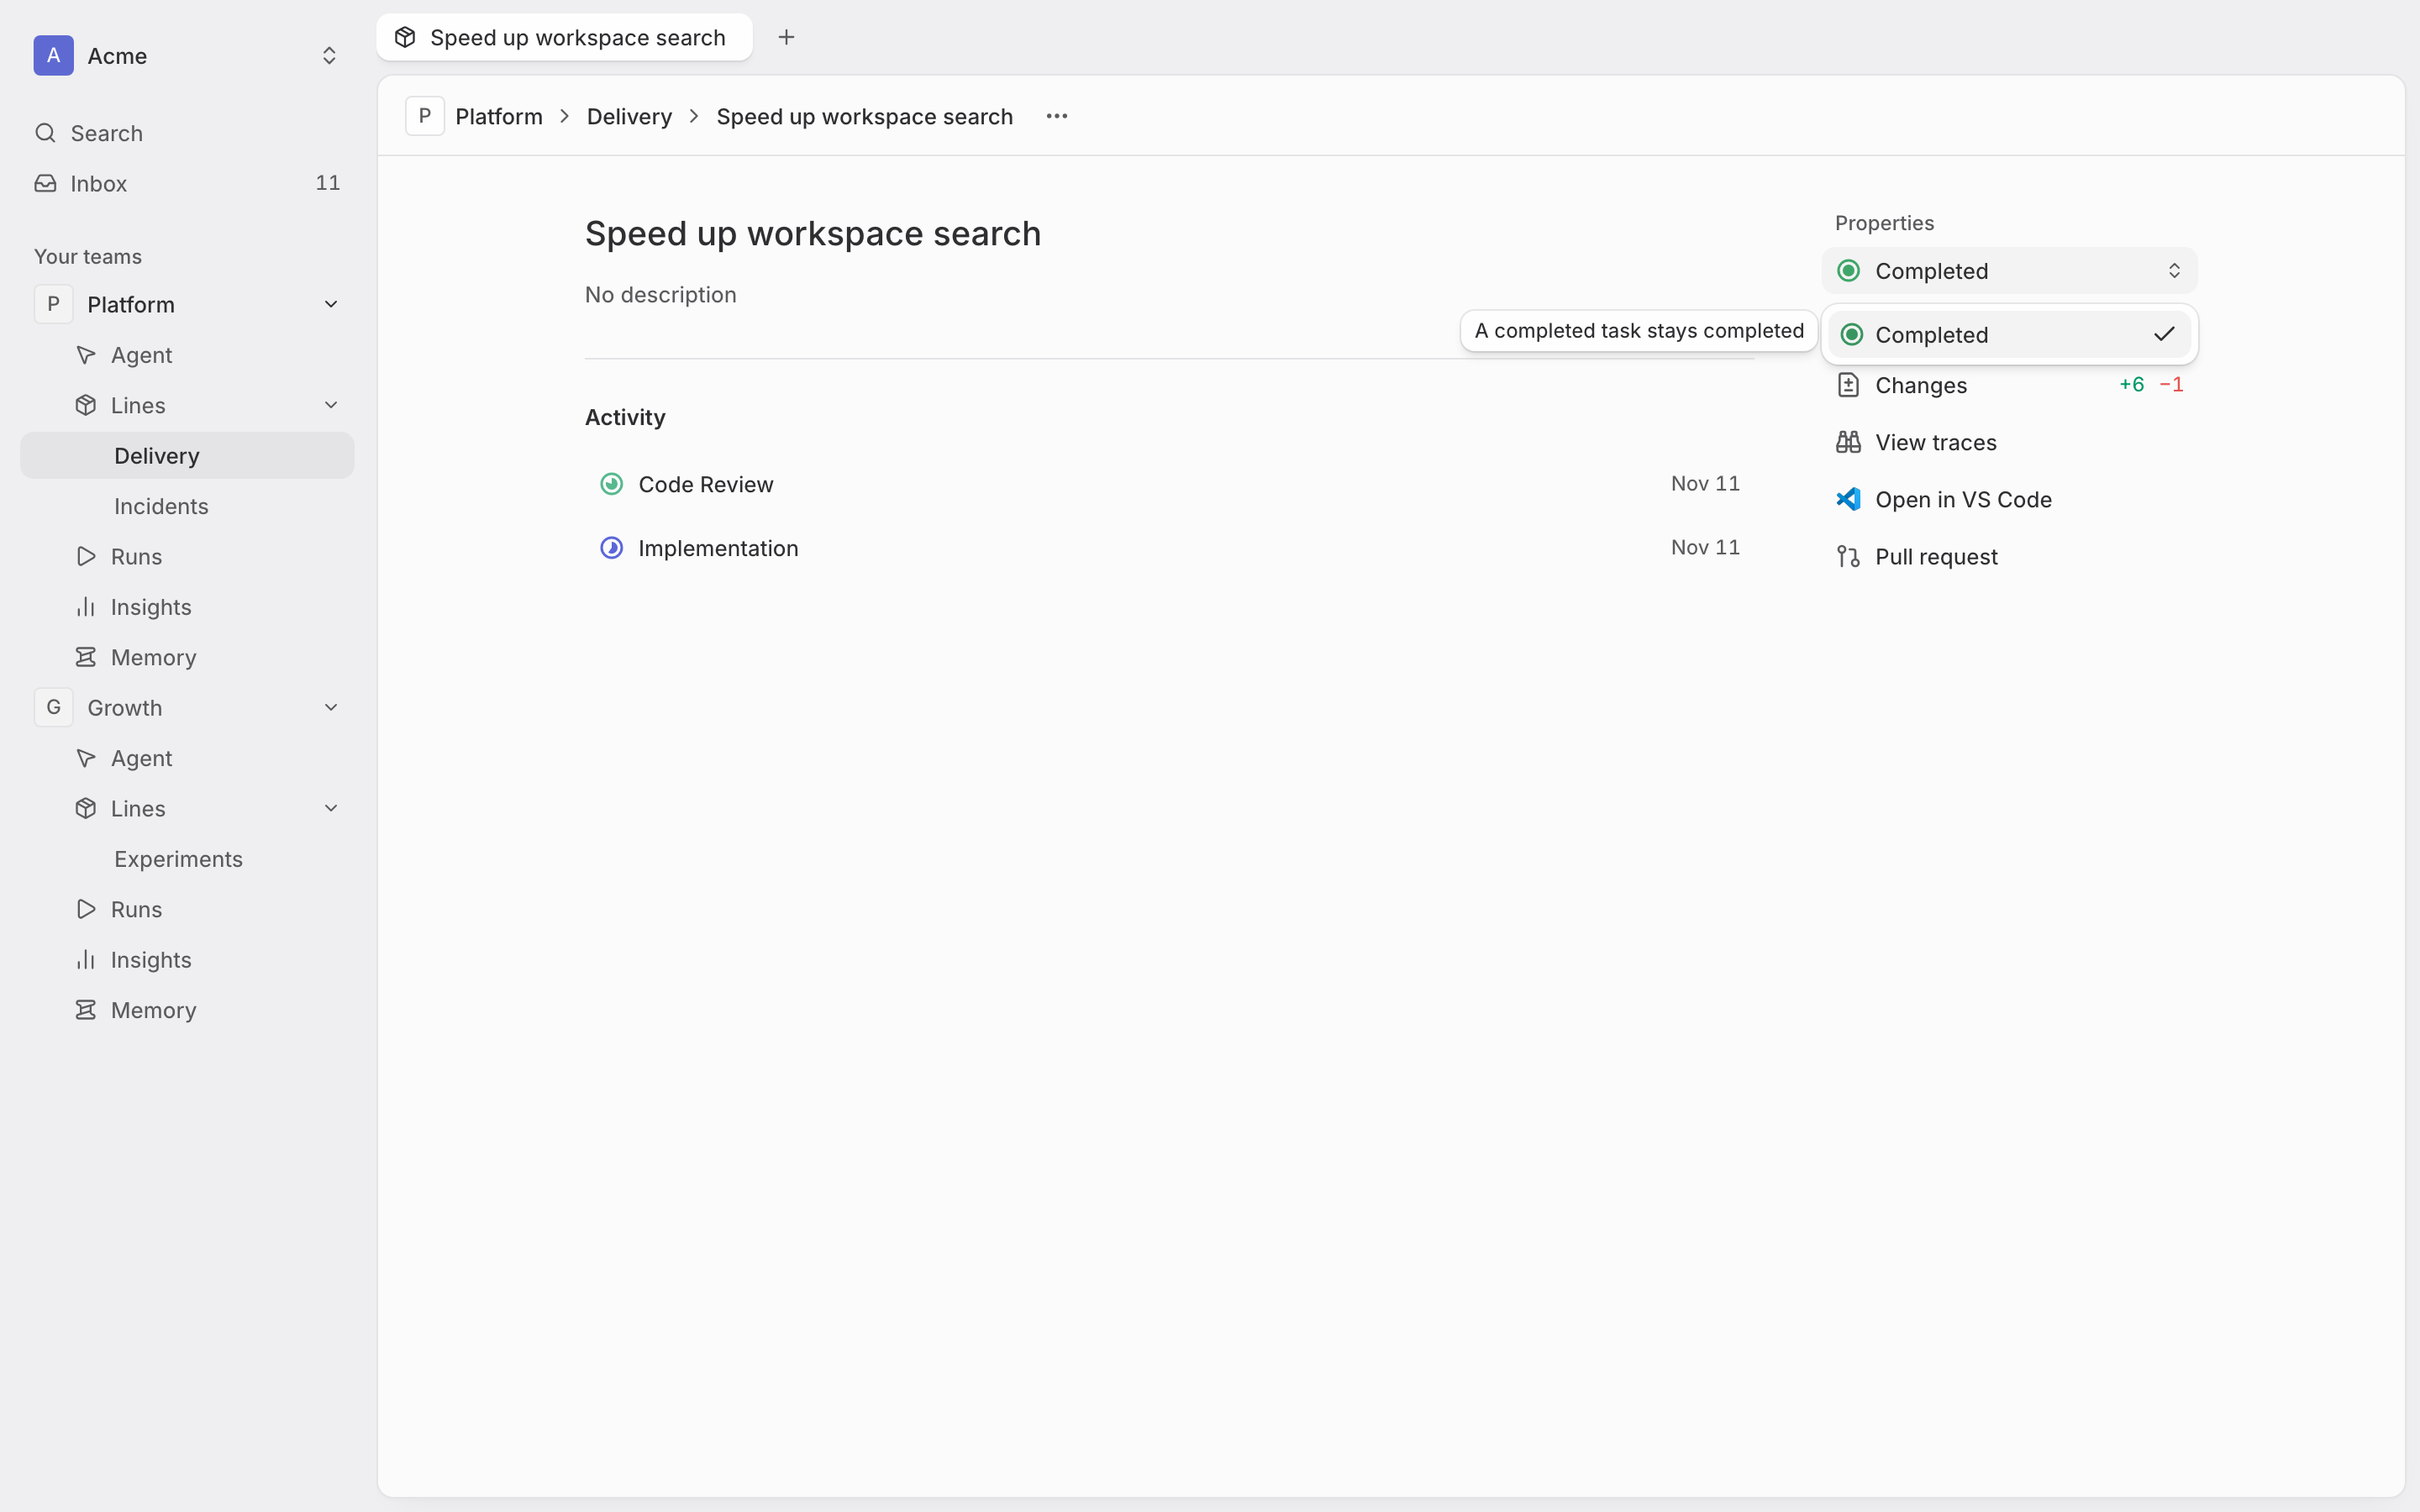 A Acme
Search
Inbox 11
Your teams
P Platform
Agent
Lines
Delivery
Incidents
Runs
Insights
Memory
G Growth
Agent
Lines
Experiments
Runs
Insights
Memory
Speed up workspace search
P Platform Delivery Speed up workspace search
Speed up workspace search
No description
Activity
Code Review Nov 11
Implementation Nov 11
Properties
Completed
A completed task stays completed
Completed
Changes +6 −1
View traces
Open in VS Code
Pull request